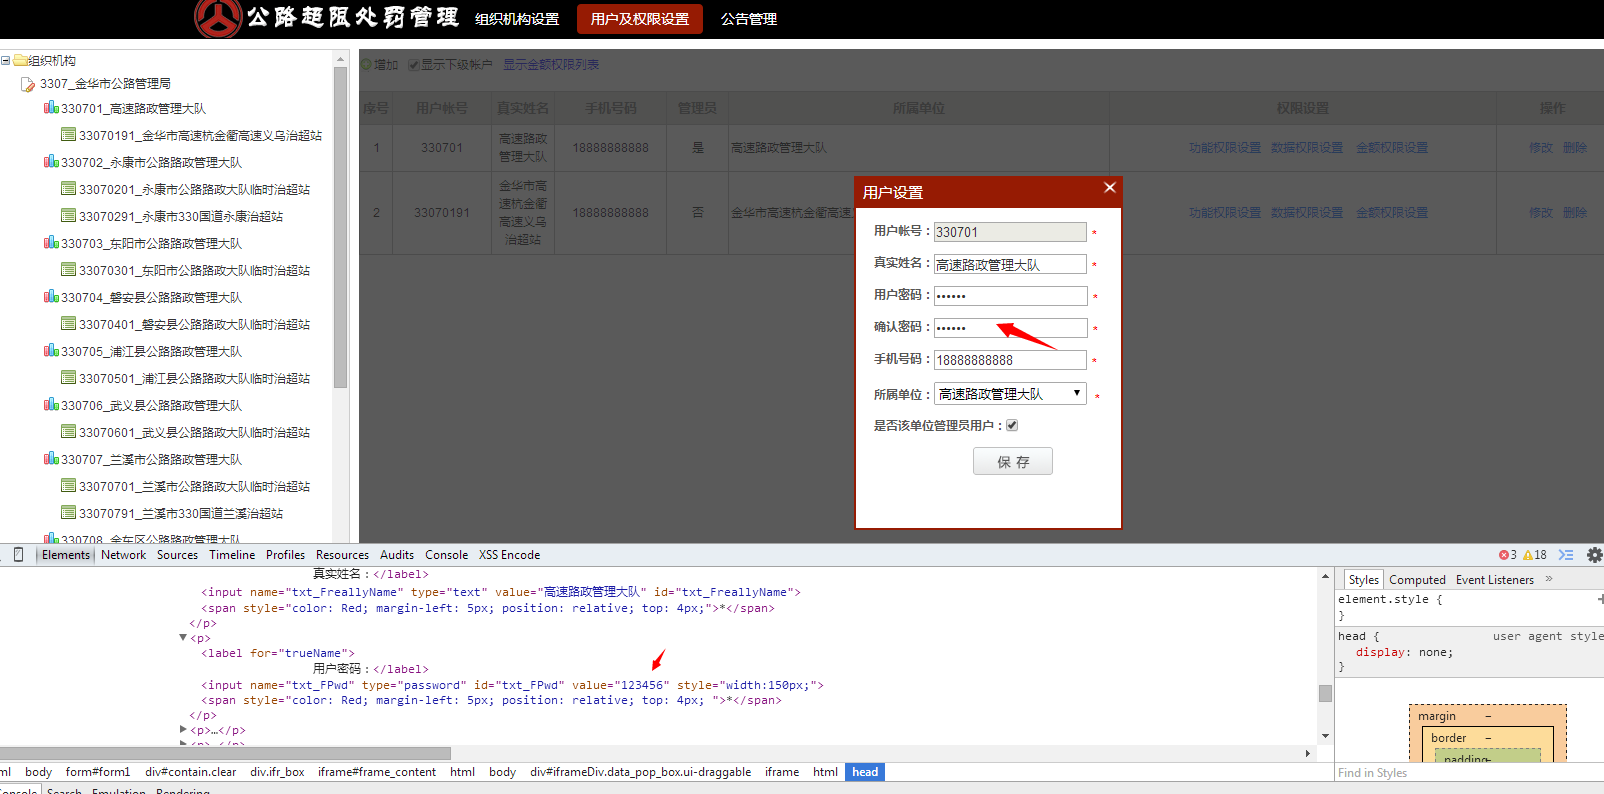 公路超限处罚管理 组织机构设置 用户及权限设置 公告管理
组织机构
3307_金华市公路管理局
330701_高速路政管理大队
33070191_金华市高速杭金衢高速义乌治超站
330702_永康市公路路政管理大队
33070201_永康市公路路政大队临时治超站
33070291_永康市330国道永康治超站
330703_东阳市公路路政管理大队
33070301_东阳市公路路政大队临时治超站
330704_磐安县公路路政管理大队
33070401_磐安县公路路政大队临时治超站
330705_浦江县公路路政管理大队
33070501_浦江县公路路政大队临时治超站
330706_武义县公路路政管理大队
33070601_武义县公路路政大队临时治超站
330707_兰溪市公路路政管理大队
33070701_兰溪市公路路政大队临时治超站
33070791_兰溪市330国道兰溪治超站
330708_金东区公路路政管理大队
增加 显示下级帐户 显示金额权限列表
序号 用户帐号 真实姓名 手机号码 管理员 所属单位 权限设置 操作
1 330701 高速路政管理大队 18888888888 是 高速路政管理大队 功能权限设置 数据权限设置 金额权限设置 修改 删除
2 33070191 金华市高速杭金衢高速义乌治超站 18888888888 否 金华市高速杭金衢高速 功能权限设置 数据权限设置 金额权限设置 修改 删除
用户设置
用户帐号：330701 *
真实姓名：高速路政管理大队 *
用户密码：•••••• *
确认密码：•••••• *
手机号码：18888888888 *
所属单位：高速路政管理大队 *
是否该单位管理员用户：
保 存
Elements Network Sources Timeline Profiles Resources Audits Console XSS Encode 3 18
真实姓名：</label>
<input name="txt_FreallyName" type="text" value="高速路政管理大队" id="txt_FreallyName">
<span style="color: Red; margin-left: 5px; position: relative; top: 4px;">*</span>
</p>
<p>
<label for="trueName">
用户密码：</label>
<input name="txt_FPwd" type="password" id="txt_FPwd" value="123456" style="width:150px;">
<span style="color: Red; margin-left: 5px; position: relative; top: 4px; ">*</span>
</p>
<p>…</p>
Styles Computed Event Listeners »
element.style {
}
head { user agent style
display: none;
}
margin –
border –
padding–
Find in Styles
ml body form#form1 div#contain.clear div.ifr_box iframe#frame_content html body div#iframeDiv.data_pop_box.ui-draggable iframe html head
Console Search Emulation Rendering